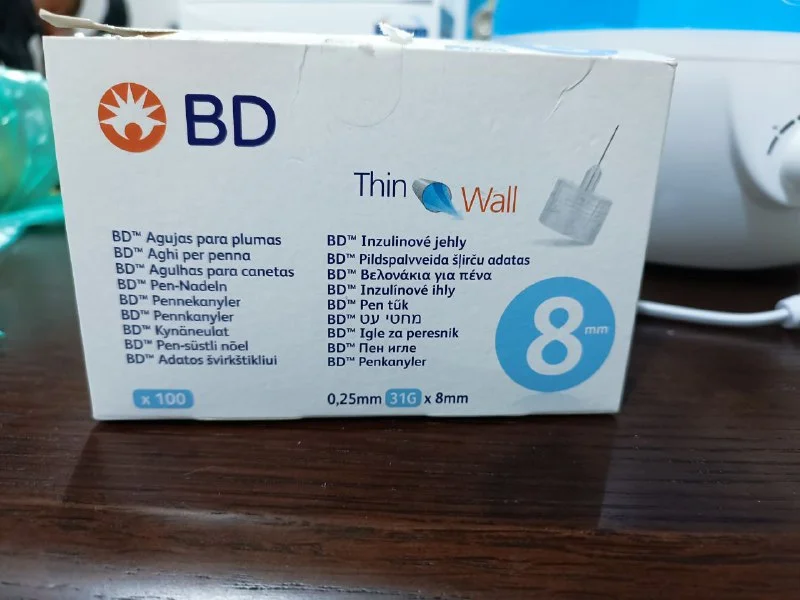 BD
Thin Wall
BD™ Agujas para plumas
BD™ Aghi per penna
BD™ Agulhas para canetas
BD™ Pen-Nadeln
BD™ Pennekanyler
BD™ Pennkanyler
BD™ Kynäneulat
BD™ Pen-süstli nõel
BD™ Adatos švirkštikliui
x 100
BD™ Inzulínové jehly
BD™ Pildspalvveida šļirču adatas
BD™ Βελονάκια για πένα
BD™ Inzulínové ihly
BD™ Pen tűk
BD™ מחטי עט
BD™ Igle za peresnik
BD™ Пен игле
BD™ Penkanyler
0,25mm 31G x 8mm
8 mm